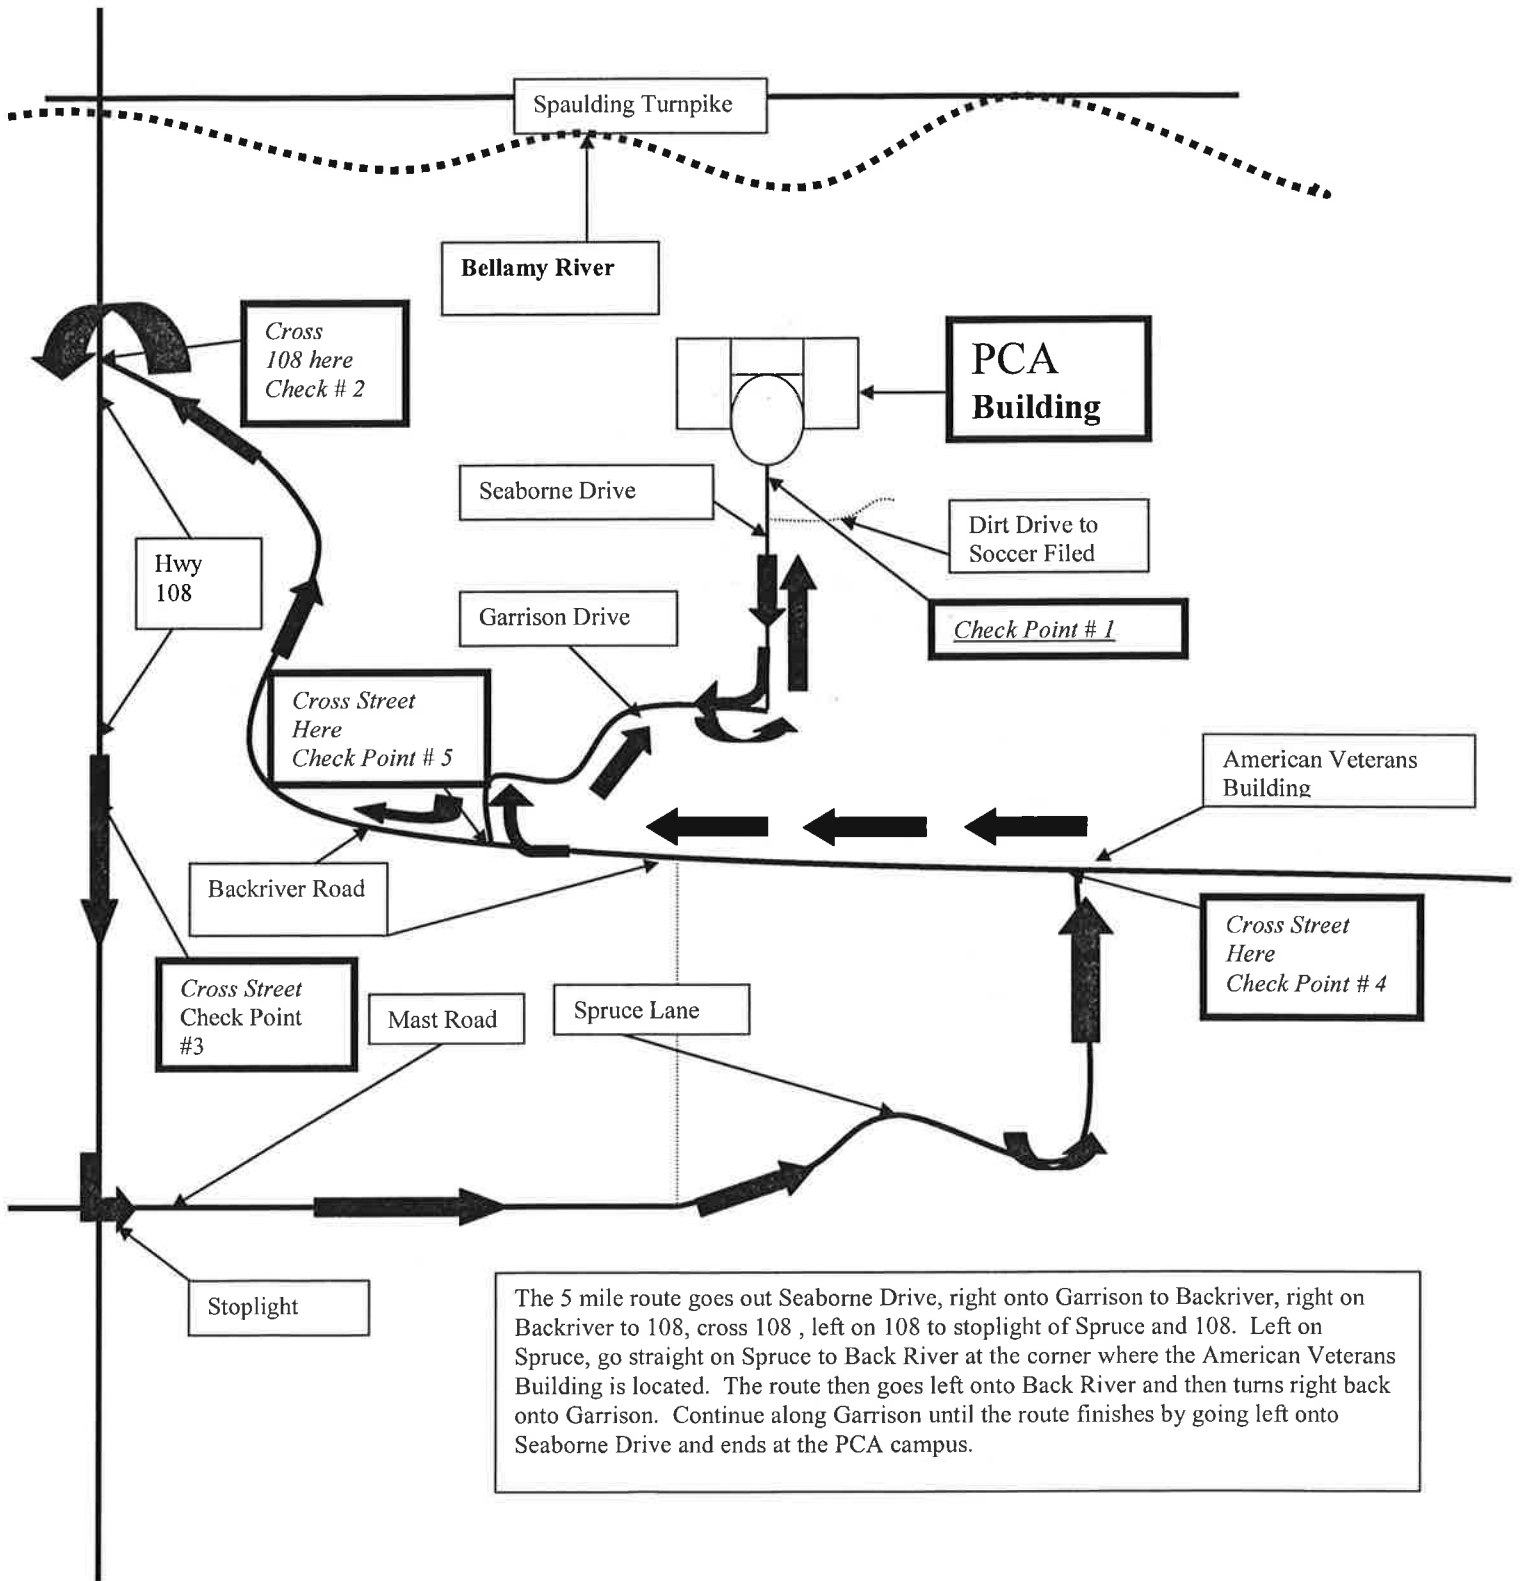 Spaulding Turnpike
Bellamy River
Cross
108 here
Check # 2
PCA
Building
Seaborne Drive
Dirt Drive to
Soccer Filed
Hwy
108
Garrison Drive
Check Point # 1
Cross Street
Here
Check Point # 5
American Veterans
Building
Backriver Road
Cross Street
Here
Check Point # 4
Cross Street
Check Point
#3
Mast Road
Spruce Lane
Stoplight
The 5 mile route goes out Seaborne Drive, right onto Garrison to Backriver, right on
Backriver to 108, cross 108 , left on 108 to stoplight of Spruce and 108.  Left on
Spruce, go straight on Spruce to Back River at the corner where the American Veterans
Building is located.  The route then goes left onto Back River and then turns right back
onto Garrison.  Continue along Garrison until the route finishes by going left onto
Seaborne Drive and ends at the PCA campus.